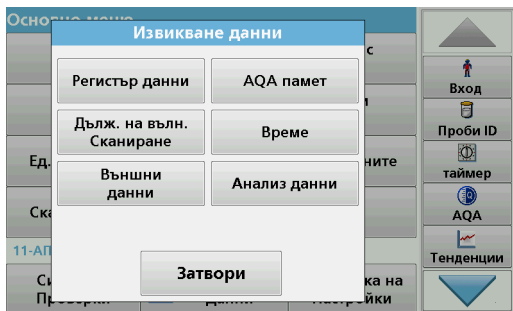 Основно меню
Извикване данни
с
Регистър данни
AQA памет
Дълж. на вълн.
Сканиране
Време
Ед.
ните
Външни
данни
Анализ данни
Ска
11-АП
Затвори
Си
ка на
Проверки
Данни
Настройки
Вход
Проби ID
таймер
AQA
Тенденции